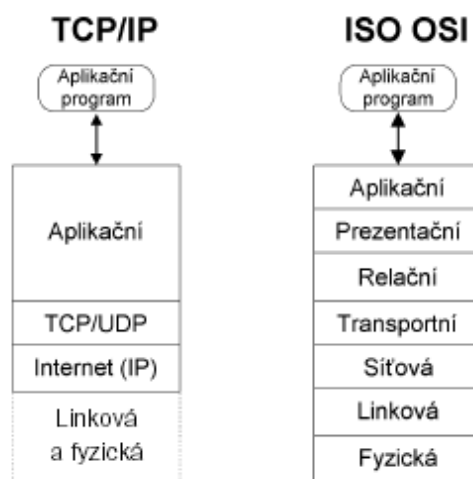 TCP/IP
Aplikační
program
Aplikační
TCP/UDP
Internet (IP)
Linková
a fyzická
ISO OSI
Aplikační
program
Aplikační
Prezentační
Relační
Transportní
Síťová
Linková
Fyzická